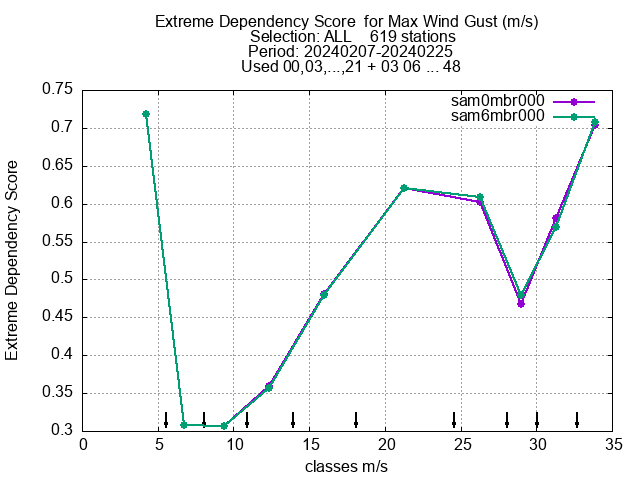 Extreme Dependency Score  for Max Wind Gust (m/s)
Selection: ALL    619 stations
Period: 20240207-20240225
Used 00,03,...,21 + 03 06 ... 48
sam0mbr000
sam6mbr000
0.75
0.7
0.65
0.6
0.55
0.5
0.45
0.4
0.35
0.3
Extreme Dependency Score
0 5 10 15 20 25 30 35
classes m/s